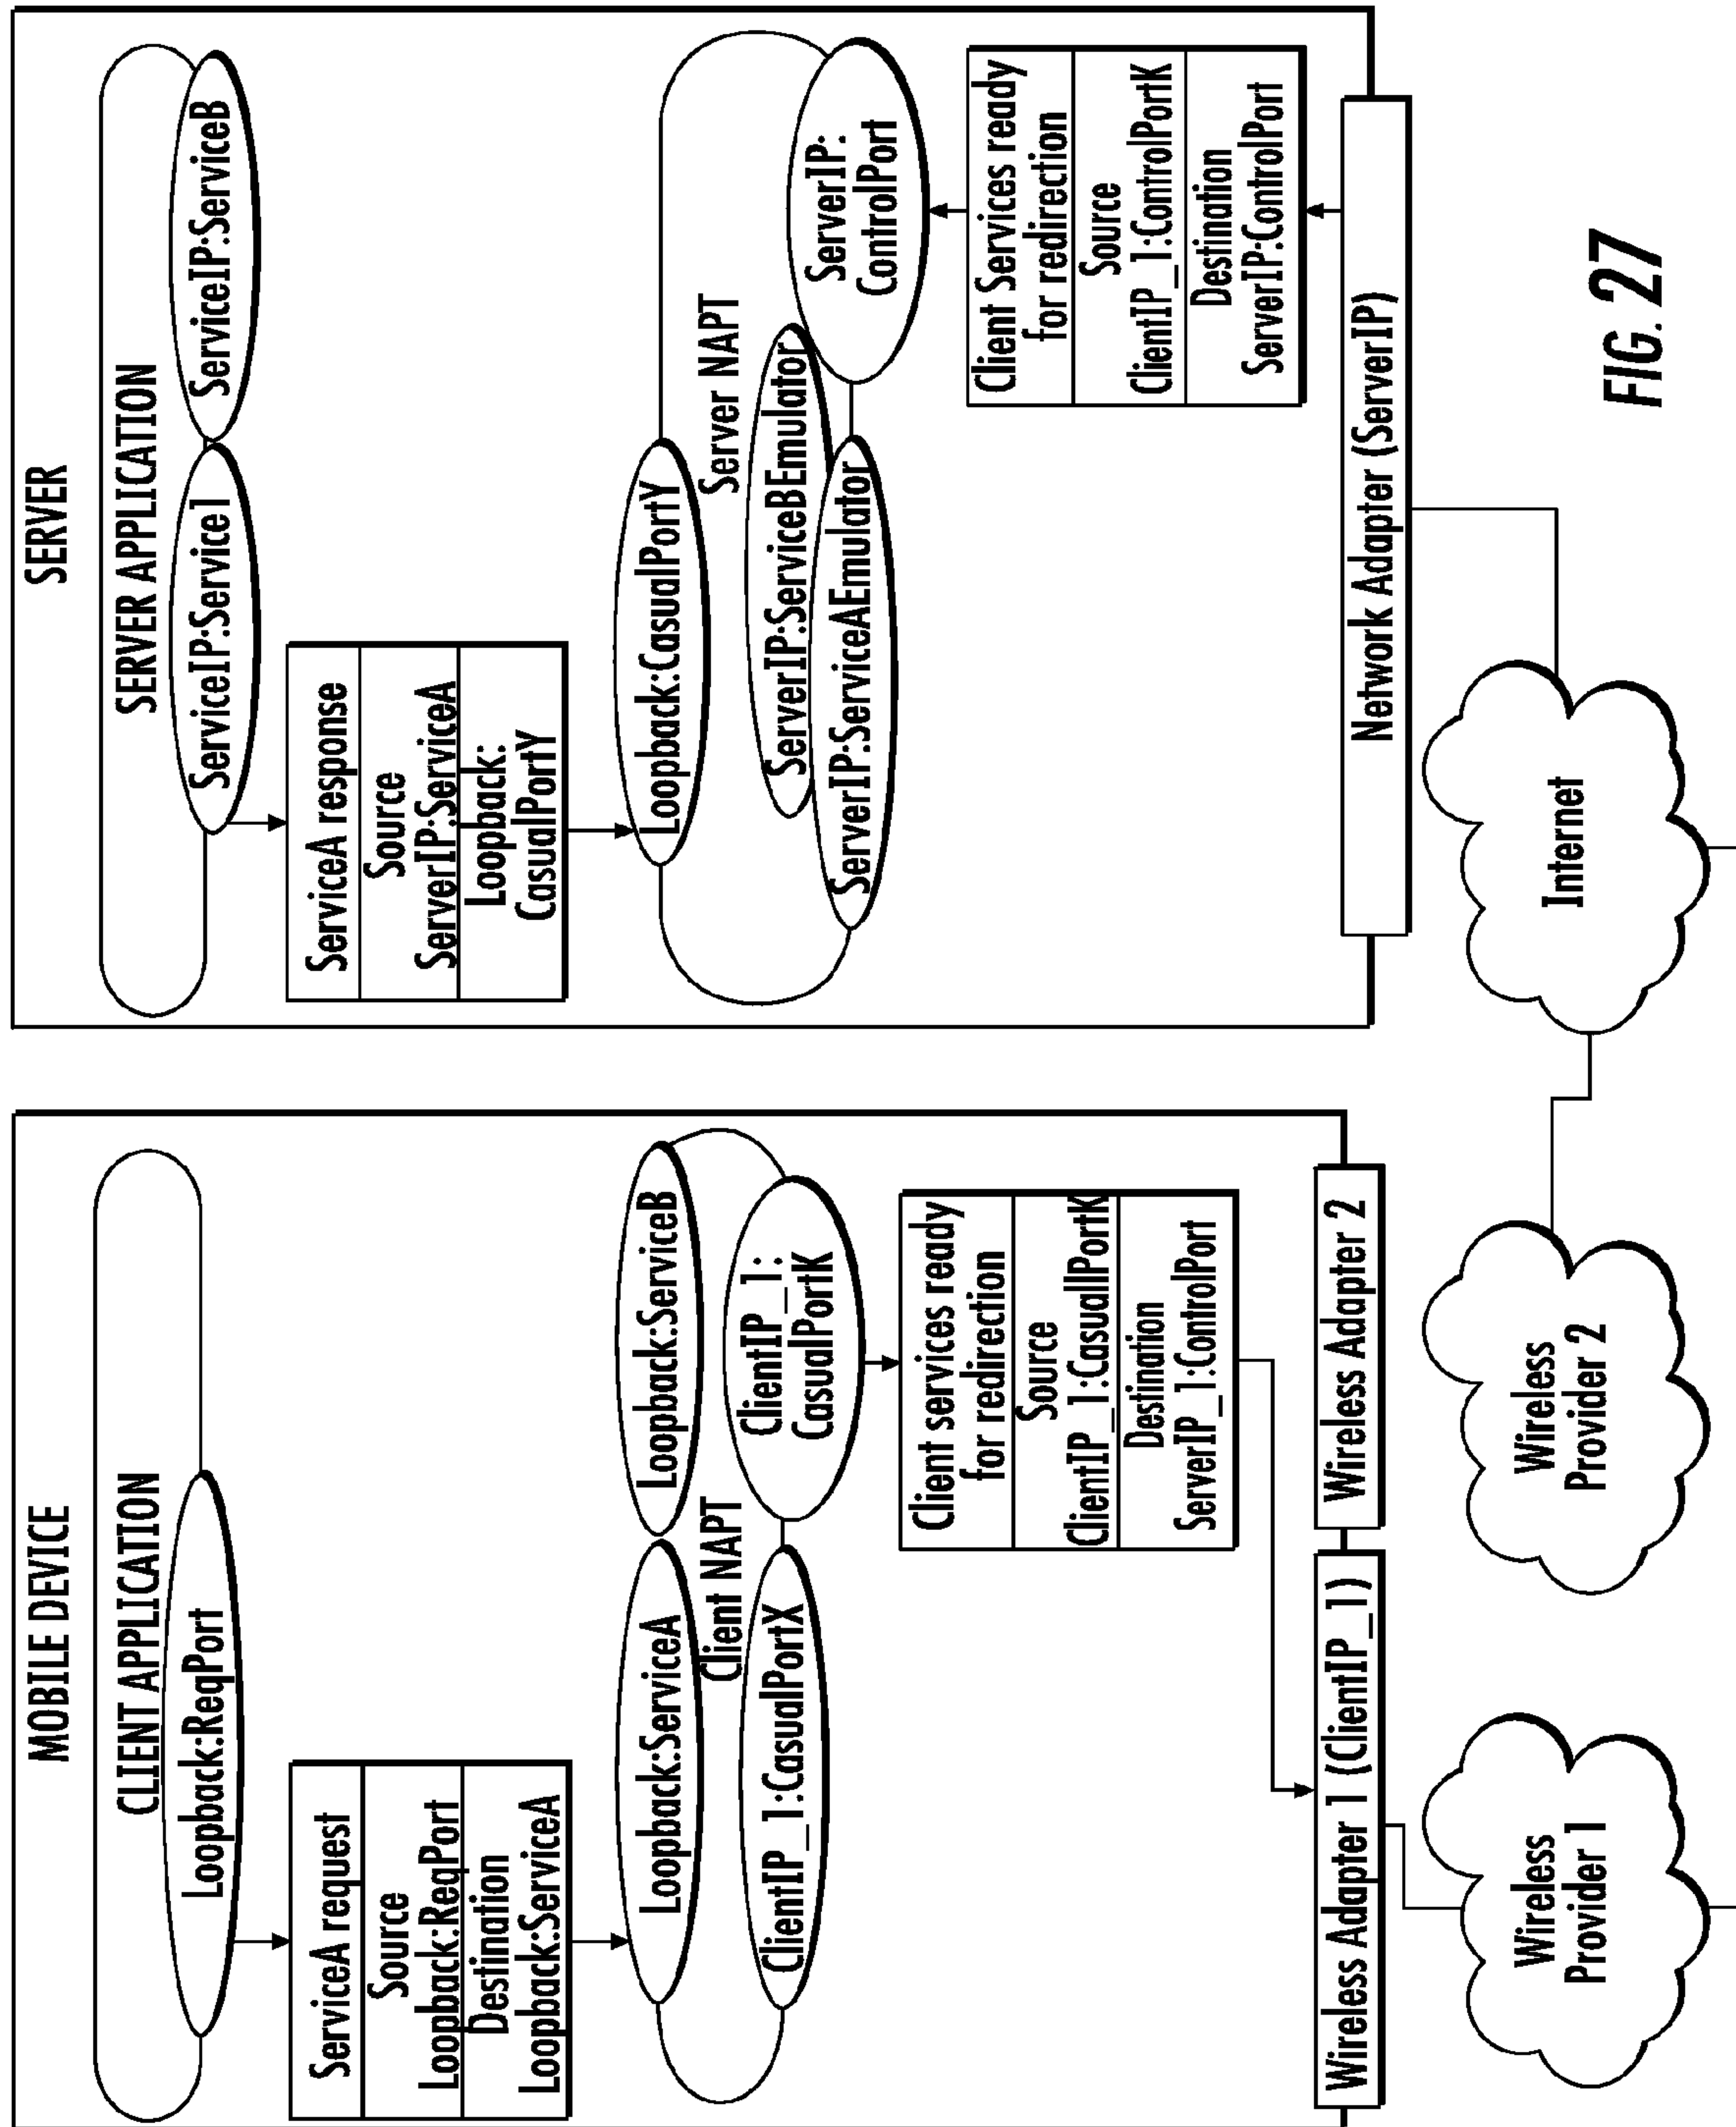 MOBILE DEVICE
CLIENT APPLICATION
Loopback:ReqPort
ServiceA request
Source
Loopback:ReqPort
Destination
Loopback:ServiceA
Loopback:ServiceA
Loopback:ServiceB
Client NAPT
ClientIP_1:CasualPortX
ClientIP_1:
CasualPortK
Client services ready
for redirection
Source
ClientIP_1:CasuallPortK
Destination
ServerIP_1:ControlPort
Wireless Adapter 1 (ClientIP_1)
Wireless Adapter 2
Wireless
Provider 1
Wireless
Provider 2
SERVER
SERVER APPLICATION
ServiceIP:Service1
ServiceIP:ServiceB
ServiceA response
Source
ServerIP:ServiceA
Loopback:
CasualPortY
Loopback:CasualPortY
Server NAPT
ServerIP:ServiceBEmulator
ServerIP:ServiceAEmulator
ServerIP:
ControlPort
Client Services ready
for redirection
Source
ClientIP_1:ControlPortK
Destination
ServerIP:ControlPort
Network Adapter (ServerIP)
Internet
FIG. 27